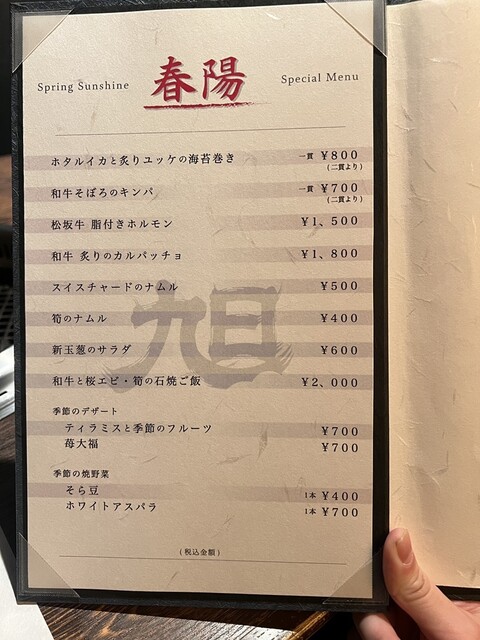 Spring Sunshine 春陽 Special Menu
ホタルイカと炙りユッケの海苔巻き 一貫 ¥800
(二貫より)
和牛そぼろのキンパ 一貫 ¥700
(二貫より)
松坂牛 脂付きホルモン ¥1、500
和牛 炙りのカルパッチョ ¥1、800
スイスチャードのナムル ¥500
筍のナムル ¥400
新玉葱のサラダ ¥600
和牛と桜エビ・筍の石焼ご飯 ¥2、000
旭
季節のデザート
ティラミスと季節のフルーツ ¥700
苺大福 ¥700
季節の焼野菜
そら豆 1本 ¥400
ホワイトアスパラ 1本 ¥700
(税込金額)